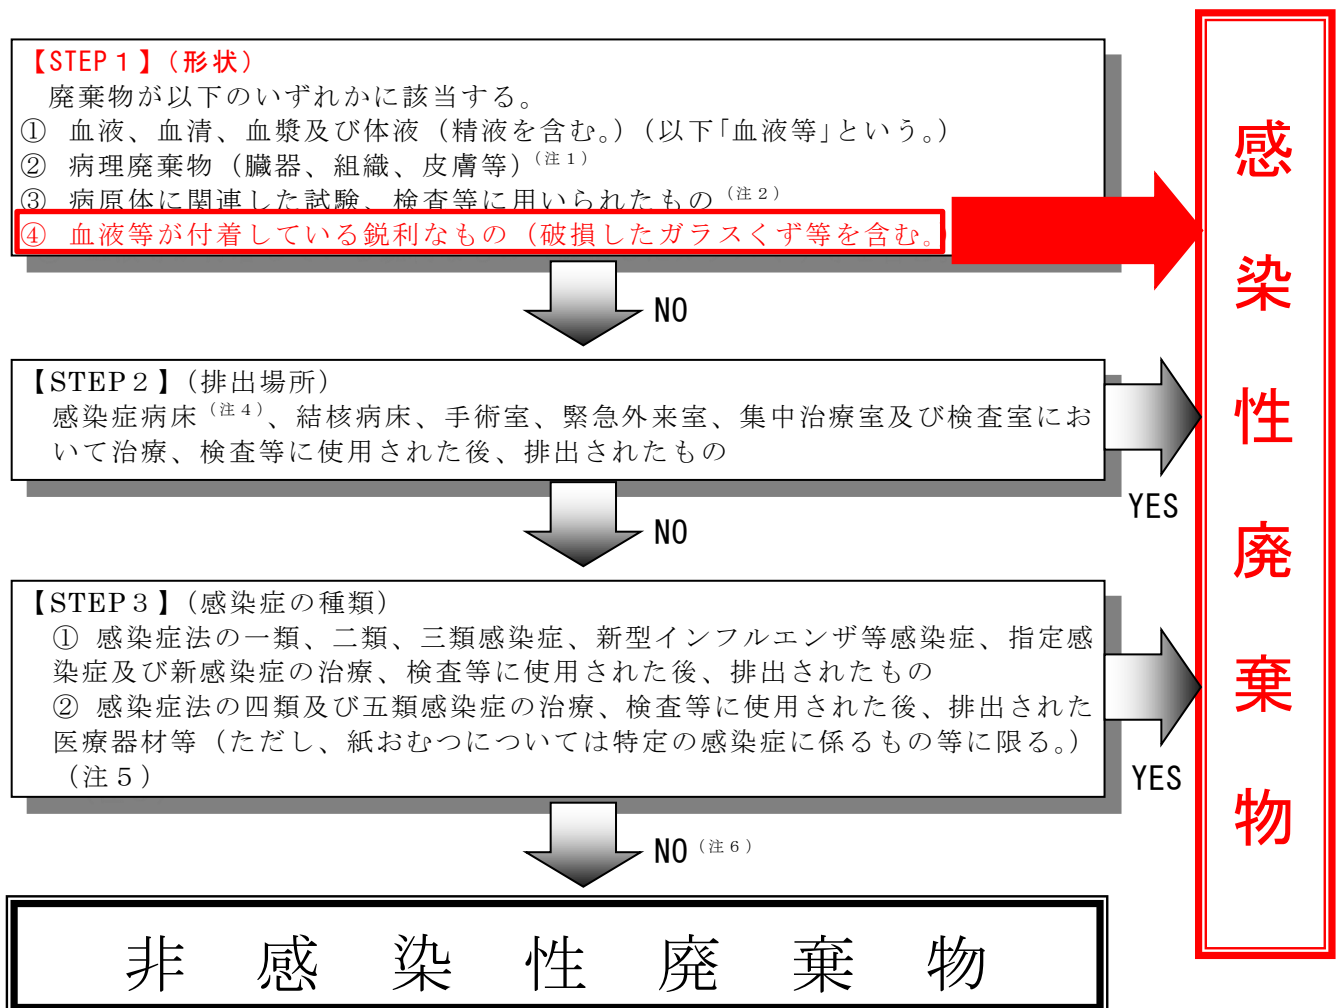 【STEP１】（形状）
廃棄物が以下のいずれかに該当する。
① 血液、血清、血漿及び体液（精液を含む。）（以下「血液等」という。）
② 病理廃棄物（臓器、組織、皮膚等）（注１）
③ 病原体に関連した試験、検査等に用いられたもの（注２）
④ 血液等が付着している鋭利なもの（破損したガラスくず等を含む。
NO
【STEP２】（排出場所）
感染症病床（注４）、結核病床、手術室、緊急外来室、集中治療室及び検査室にお
いて治療、検査等に使用された後、排出されたもの
YES
NO
【STEP３】（感染症の種類）
① 感染症法の一類、二類、三類感染症、新型インフルエンザ等感染症、指定感
染症及び新感染症の治療、検査等に使用された後、排出されたもの
② 感染症法の四類及び五類感染症の治療、検査等に使用された後、排出された
医療器材等（ただし、紙おむつについては特定の感染症に係るもの等に限る。）
（注５）
YES
NO（注６）
非感染性廃棄物
感染性廃棄物